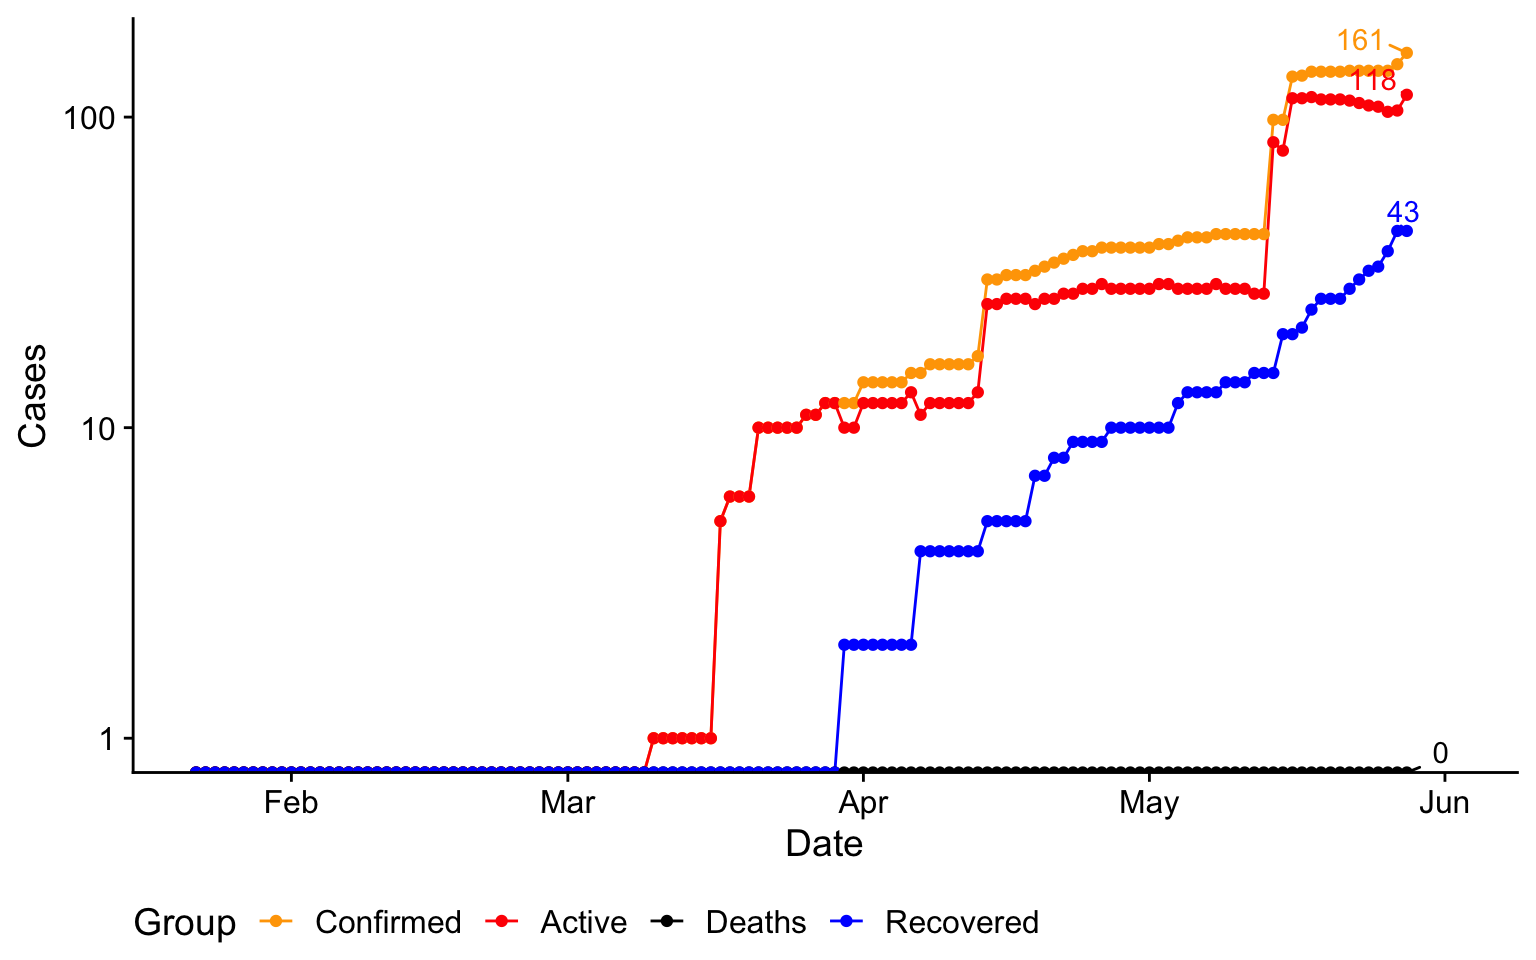 161
118
100
43
Cases
10
1
0
Feb Mar Apr May Jun
Date
Group Confirmed Active Deaths Recovered